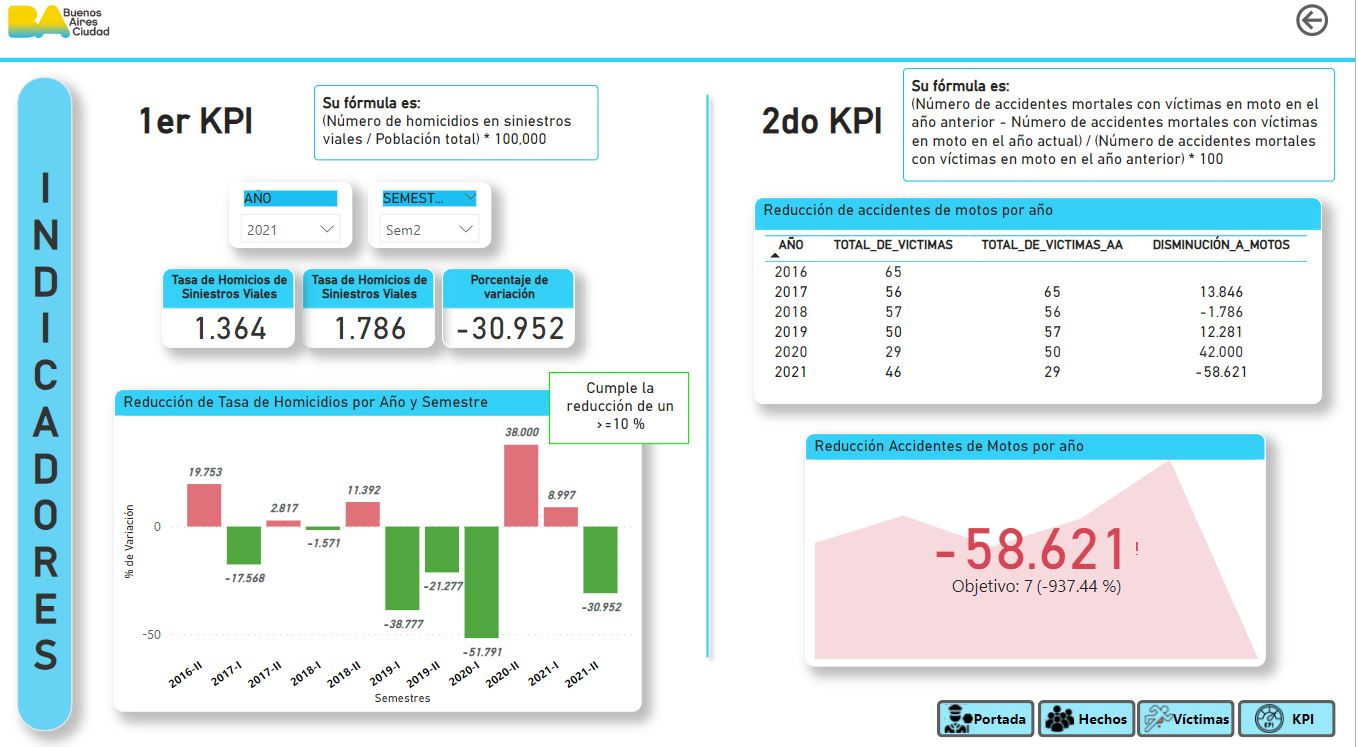 BA
Buenos
Aires
Ciudad
INDICADORES
1er KPI
Su fórmula es:
(Número de homicidios en siniestros
viales / Población total) * 100,000
AÑO
2021
SEMEST...
Sem2
Tasa de Homicios de
Siniestros Viales
1.364
Tasa de Homicios de
Siniestros Viales
1.786
Porcentaje de
variación
-30.952
Reducción de Tasa de Homicidios por Año y Semestre
Cumple la
reducción de un
>=10 %
% de Variación
0
-50
19.753
-17.568
2.817
-1.571
11.392
-38.777
-21.277
-51.791
38.000
8.997
-30.952
2016-II
2017-I
2017-II
2018-I
2018-II
2019-I
2019-II
2020-I
2020-II
2021-I
2021-II
Semestres
2do KPI
Su fórmula es:
(Número de accidentes mortales con víctimas en moto en el
año anterior - Número de accidentes mortales con víctimas
en moto en el año actual) / (Número de accidentes mortales
con víctimas en moto en el año anterior) * 100
Reducción de accidentes de motos por año
AÑO TOTAL_DE_VICTIMAS TOTAL_DE_VICTIMAS_AA DISMINUCIÓN_A_MOTOS
2016 65
2017 56 65 13.846
2018 57 56 -1.786
2019 50 57 12.281
2020 29 50 42.000
2021 46 29 -58.621
Reducción Accidentes de Motos por año
-58.621!
Objetivo: 7 (-937.44 %)
Portada
Hechos
Víctimas
KPI
KPI